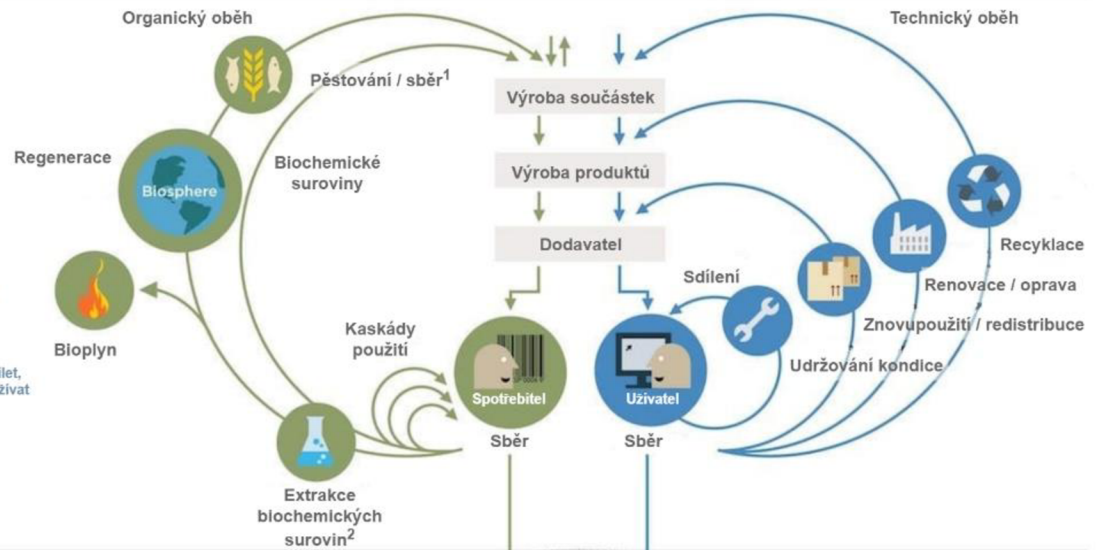 Organický oběh
Technický oběh
Pěstování / sběr1
Výroba součástek
Regenerace
Biochemické
suroviny
Biosphere
Výroba produktů
Dodavatel
Recyklace
Sdílení
Renovace / oprava
Znovupoužití / redistribuce
Bioplyn
Kaskády
použití
Udržování kondice
Spotřebitel
Uživatel
Sběr
Sběr
Extrakce
biochemických
surovin2